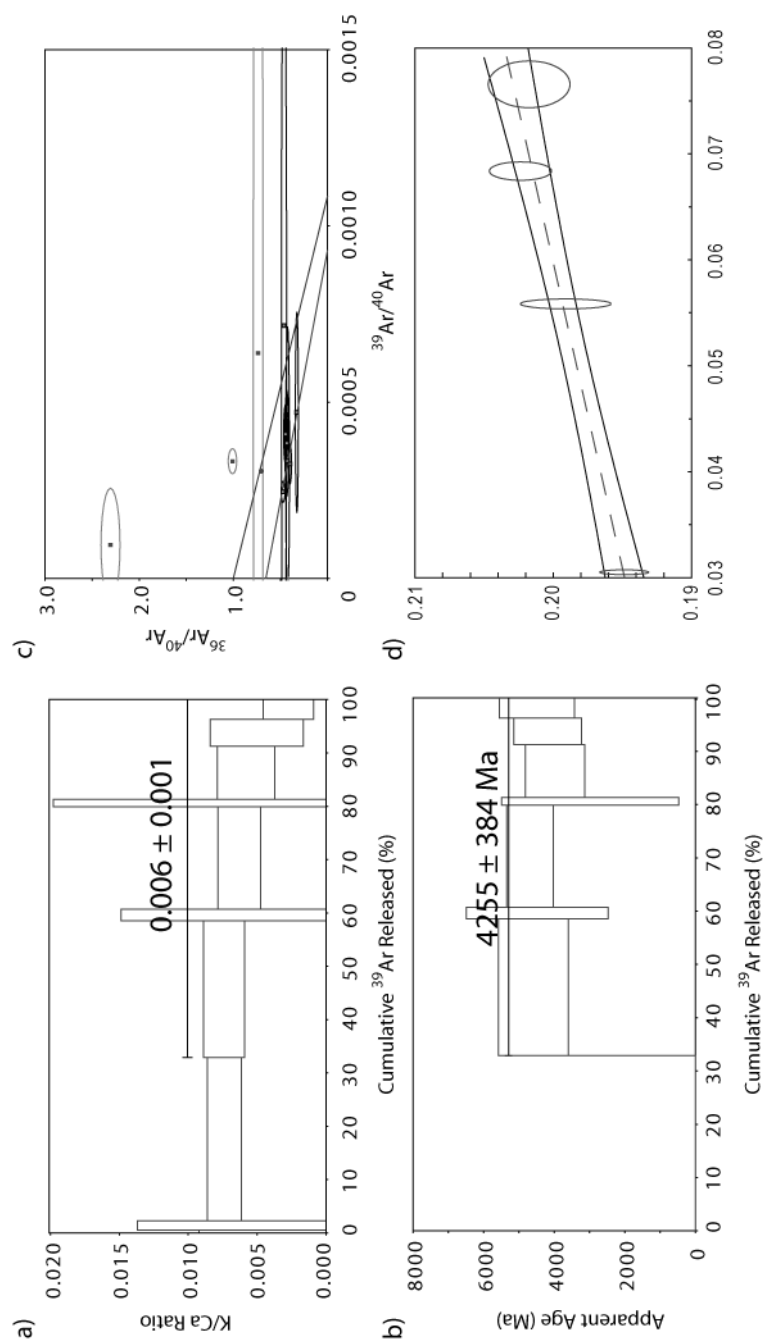 a)
K/Ca Ratio
0.020
0.015
0.010
0.005
0.000
0.006 ± 0.001
0 10 20 30 40 50 60 70 80 90 100
Cumulative ³⁹Ar Released (%)
b)
Apparent Age (Ma)
8000
6000
4000
2000
0
4255 ± 384 Ma
0 10 20 30 40 50 60 70 80 90 100
Cumulative ³⁹Ar Released (%)
c)
³⁶Ar/⁴⁰Ar
3.0
2.0
1.0
0 0.0005 0.0010 0.0015
³⁹Ar/⁴⁰Ar
d)
0.21
0.20
0.19
0.03 0.04 0.05 0.06 0.07 0.08